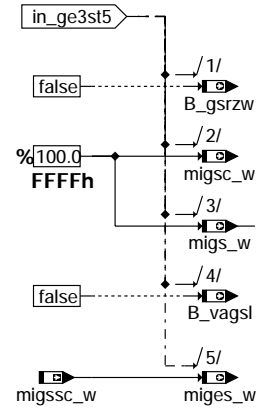 in_ge3st5
1/
false
B_gsrzw
2/
% 100.0
FFFFh
migsc_w
3/
migs_w
4/
false
B_vagsl
5/
migssc_w
miges_w